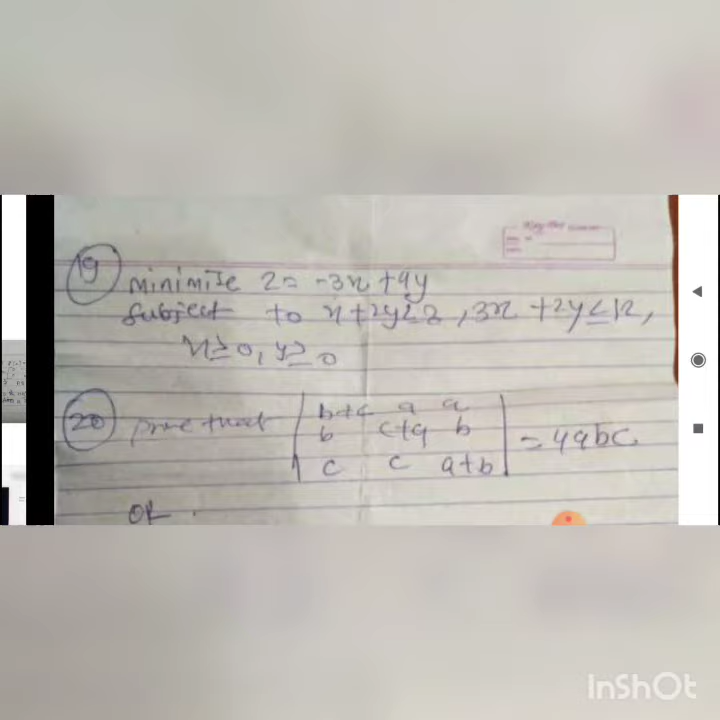 19 minimize Z = -3x + 4y
subject to x + 2y ≤ 8, 3x + 2y ≤ 12,
x ≥ 0, y ≥ 0
20 prove that | b+c a a |
| b c+a b | = 4abc
| c c a+b |
OR .
InShOt